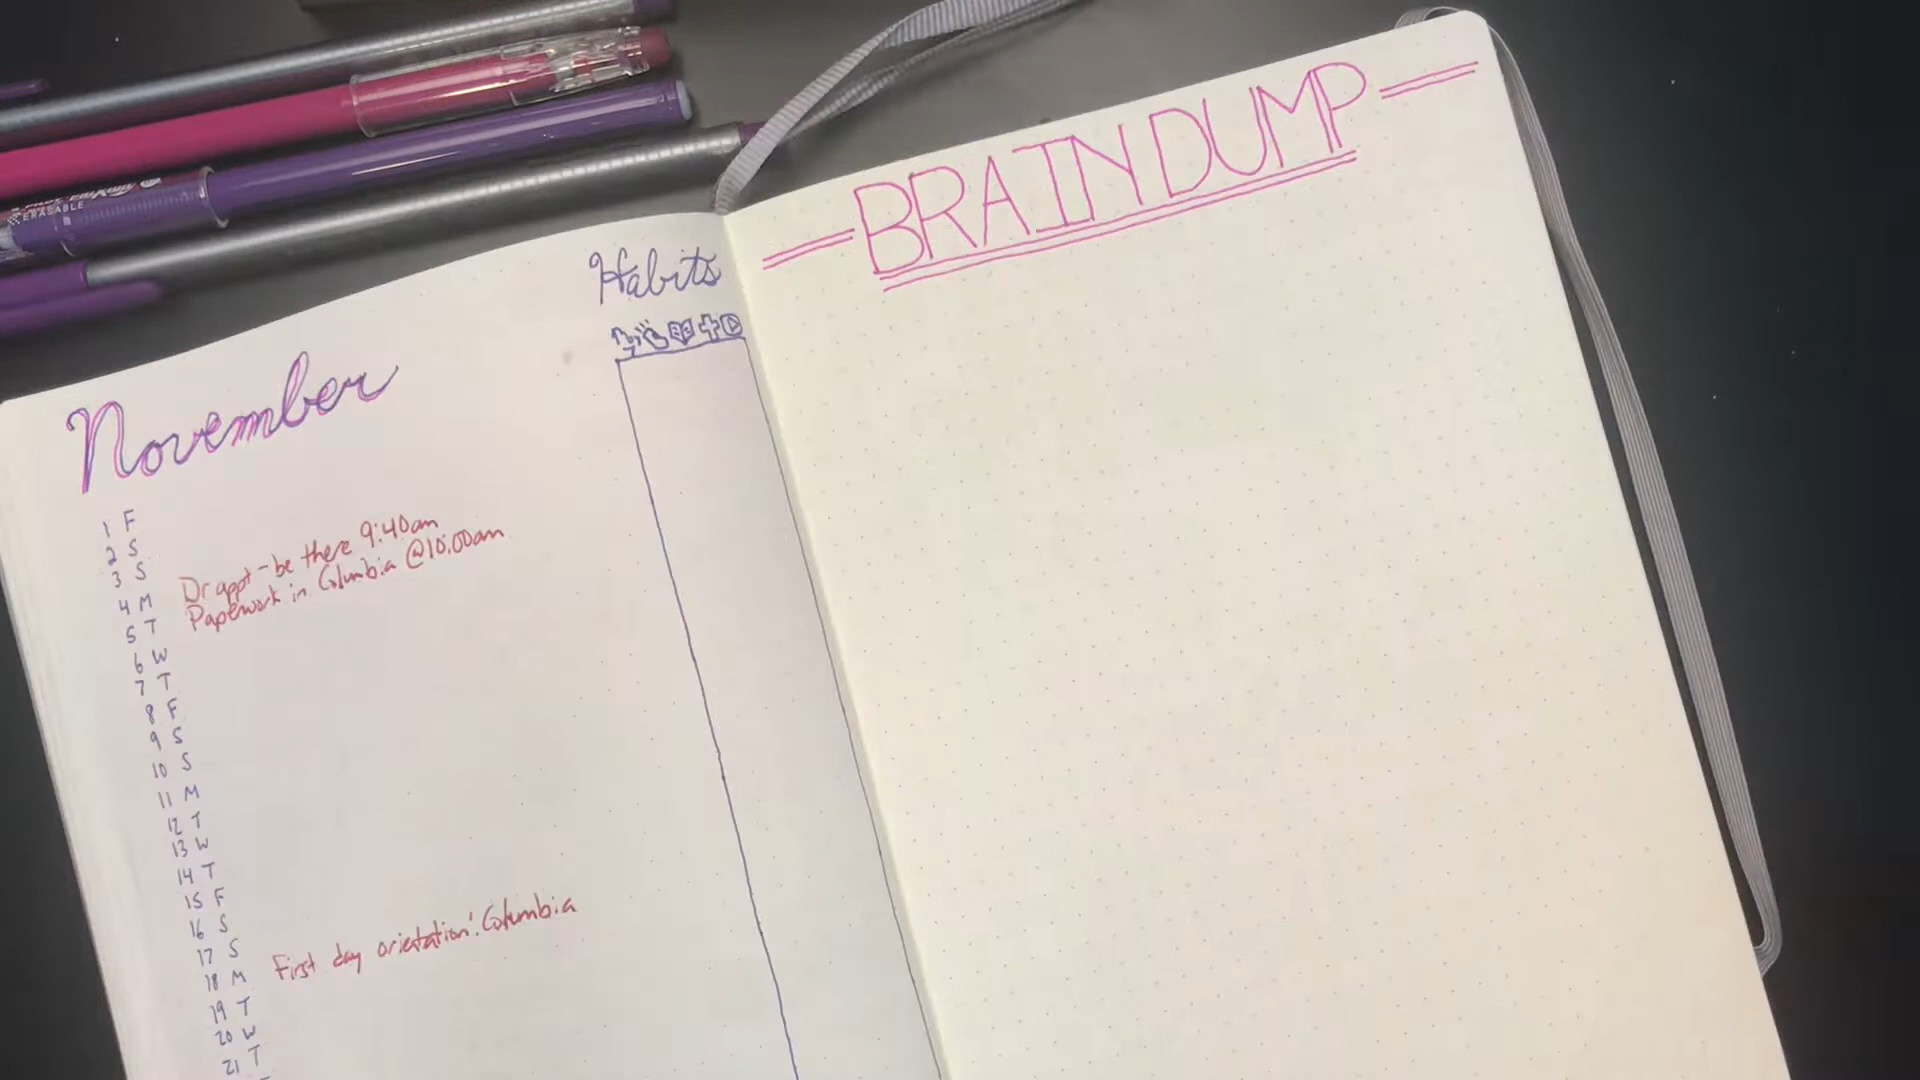 ERASABLE
November
Habits
1 F
2 S
3 S
4 M Dr appt - be there 9:40am
5 T Paperwork in Columbia @10:00am
6 W
7 T
8 F
9 S
10 S
11 M
12 T
13 W
14 T
15 F
16 S
17 S
18 M First day orietation! Columbia
19 T
20 W
21 T
BRAIN DUMP